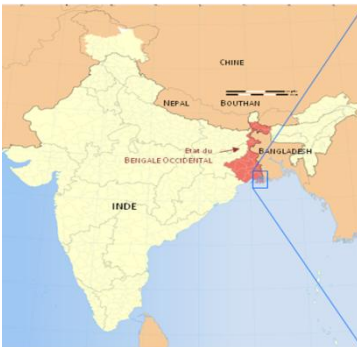 CHINE
NEPAL BOUTHAN
Etat du
BENGALE OCCIDENTAL
BANGLADESH
INDE